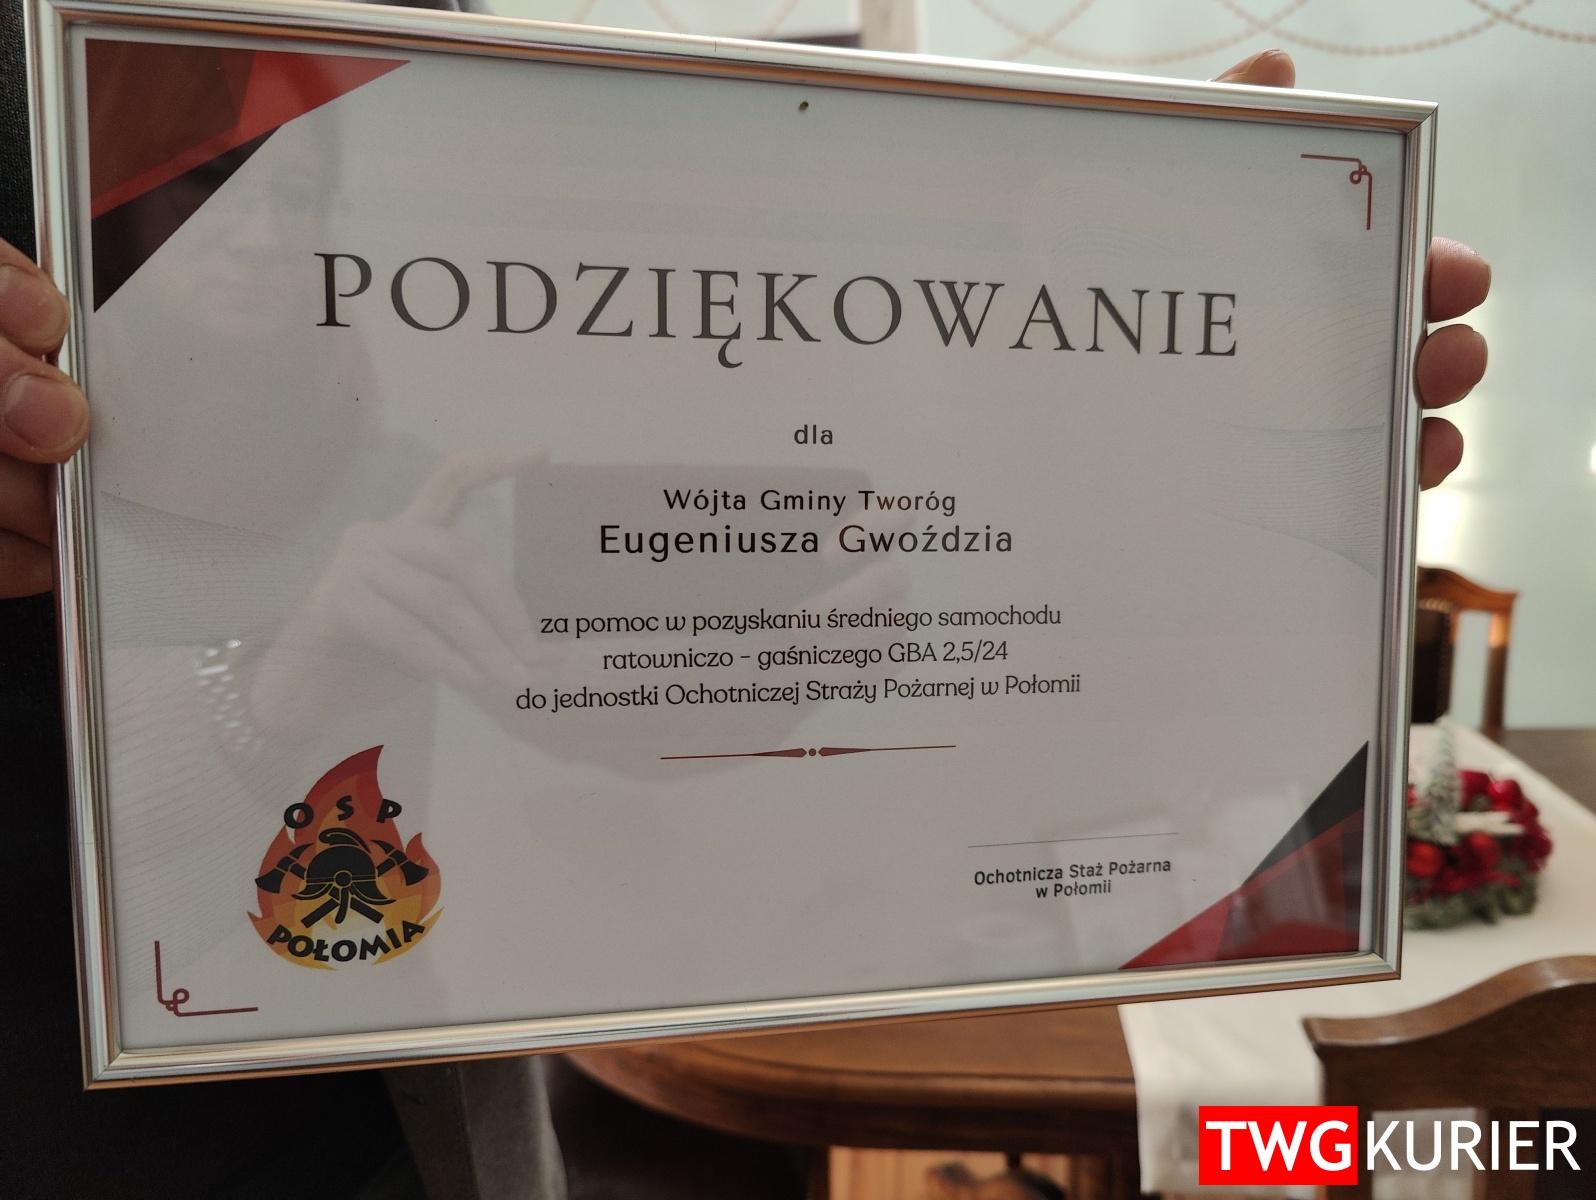 PODZIĘKOWANIE
dla
Wójta Gminy Tworóg
Eugeniusza Gwoździa
za pomoc w pozyskaniu średniego samochodu
ratowniczo - gaśniczego GBA 2,5/24
do jednostki Ochotniczej Straży Pożarnej w Połomii
OSP
POŁOMIA
Ochotnicza Staż Pożarna
w Połomii
TWG KURIER